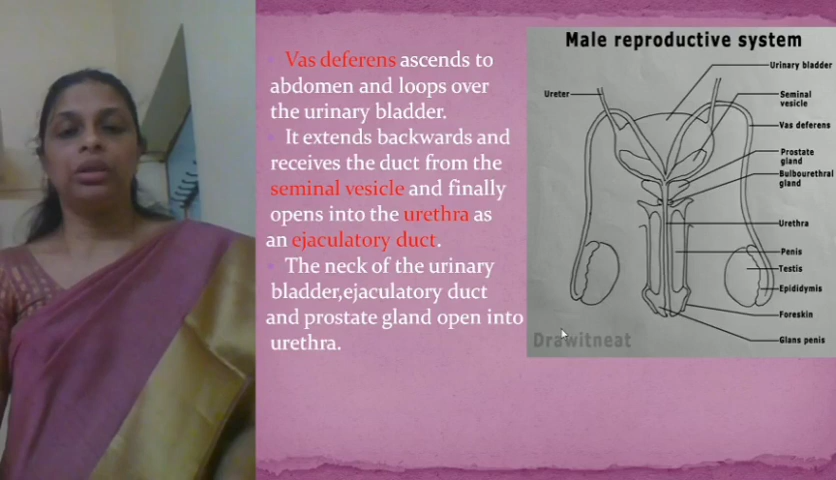 Vas deferens ascends to
abdomen and loops over
the urinary bladder.
It extends backwards and
receives the duct from the
seminal vesicle and finally
opens into the urethra as
an ejaculatory duct.
The neck of the urinary
bladder,ejaculatory duct
and prostate gland open into
urethra.
Male reproductive system
Urinary bladder
Ureter
Seminal
vesicle
Vas deferens
Prostate
gland
Bulbourethral
gland
Urethra
Penis
Testis
Epididymis
Foreskin
Glans penis
Drawitneat